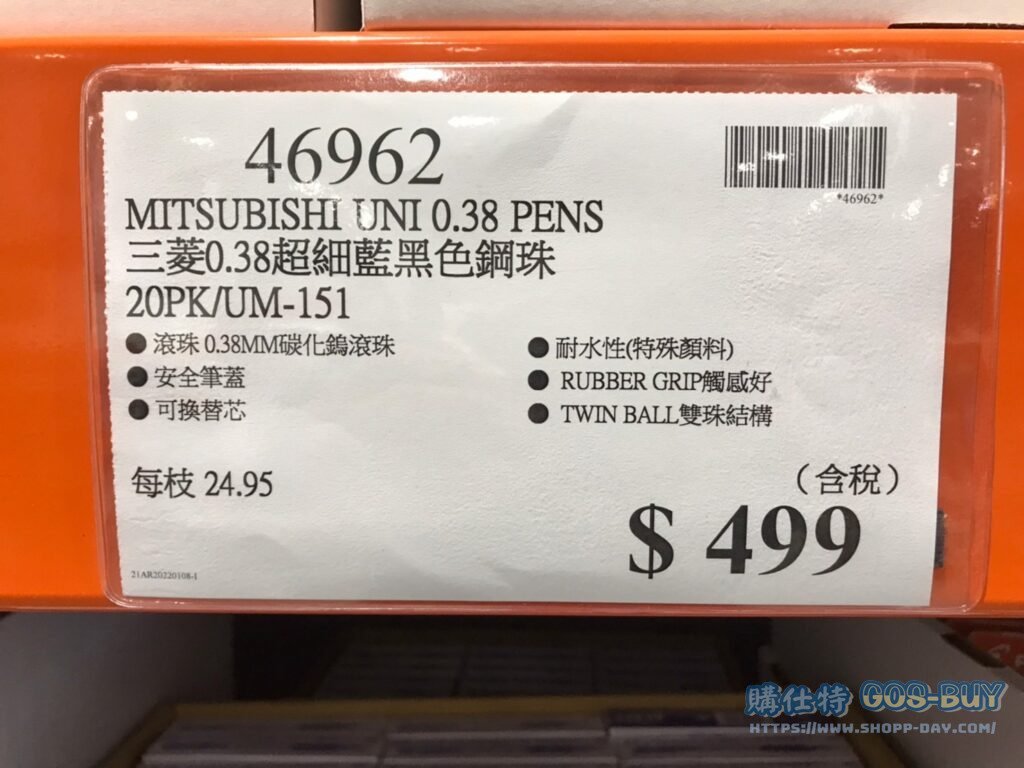 46962
*46962*
MITSUBISHI UNI 0.38 PENS
三菱0.38超細藍黑色鋼珠
20PK/UM-151
● 滾珠 0.38MM碳化鎢滾珠
● 安全筆蓋
● 可換替芯
● 耐水性(特殊顏料)
● RUBBER GRIP觸感好
● TWIN BALL雙珠結構
每枝 24.95
（含稅）
$ 499
21AR20220108-1
購仕特 GOS-BUY
HTTPS://WWW.SHOPP-DAY.COM/